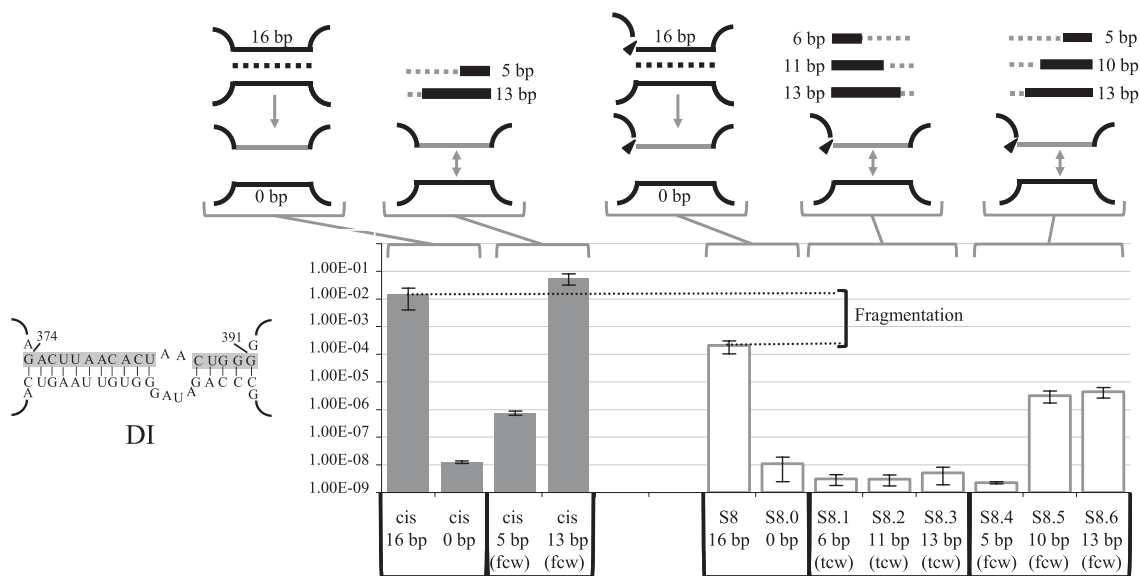 16 bp
5 bp
13 bp
0 bp
16 bp
0 bp
6 bp
11 bp
13 bp
5 bp
10 bp
13 bp
1.00E-01
1.00E-02
1.00E-03
1.00E-04
1.00E-05
1.00E-06
1.00E-07
1.00E-08
1.00E-09
Fragmentation
374
391
A
G
GACUUAACACU A A CUGGG
CUGAAUUGUGG GAUA GACCC
A
G
DI
cis
16 bp
cis
0 bp
cis
5 bp
(fcw)
cis
13 bp
(fcw)
S8
16 bp
S8.0
0 bp
S8.1
6 bp
(tcw)
S8.2
11 bp
(tcw)
S8.3
13 bp
(tcw)
S8.4
5 bp
(fcw)
S8.5
10 bp
(fcw)
S8.6
13 bp
(fcw)